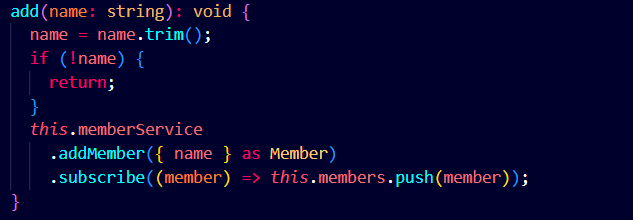 add(name: string): void {
name = name.trim();
if (!name) {
return;
}
this.memberService
.addMember({ name } as Member)
.subscribe((member) => this.members.push(member));
}